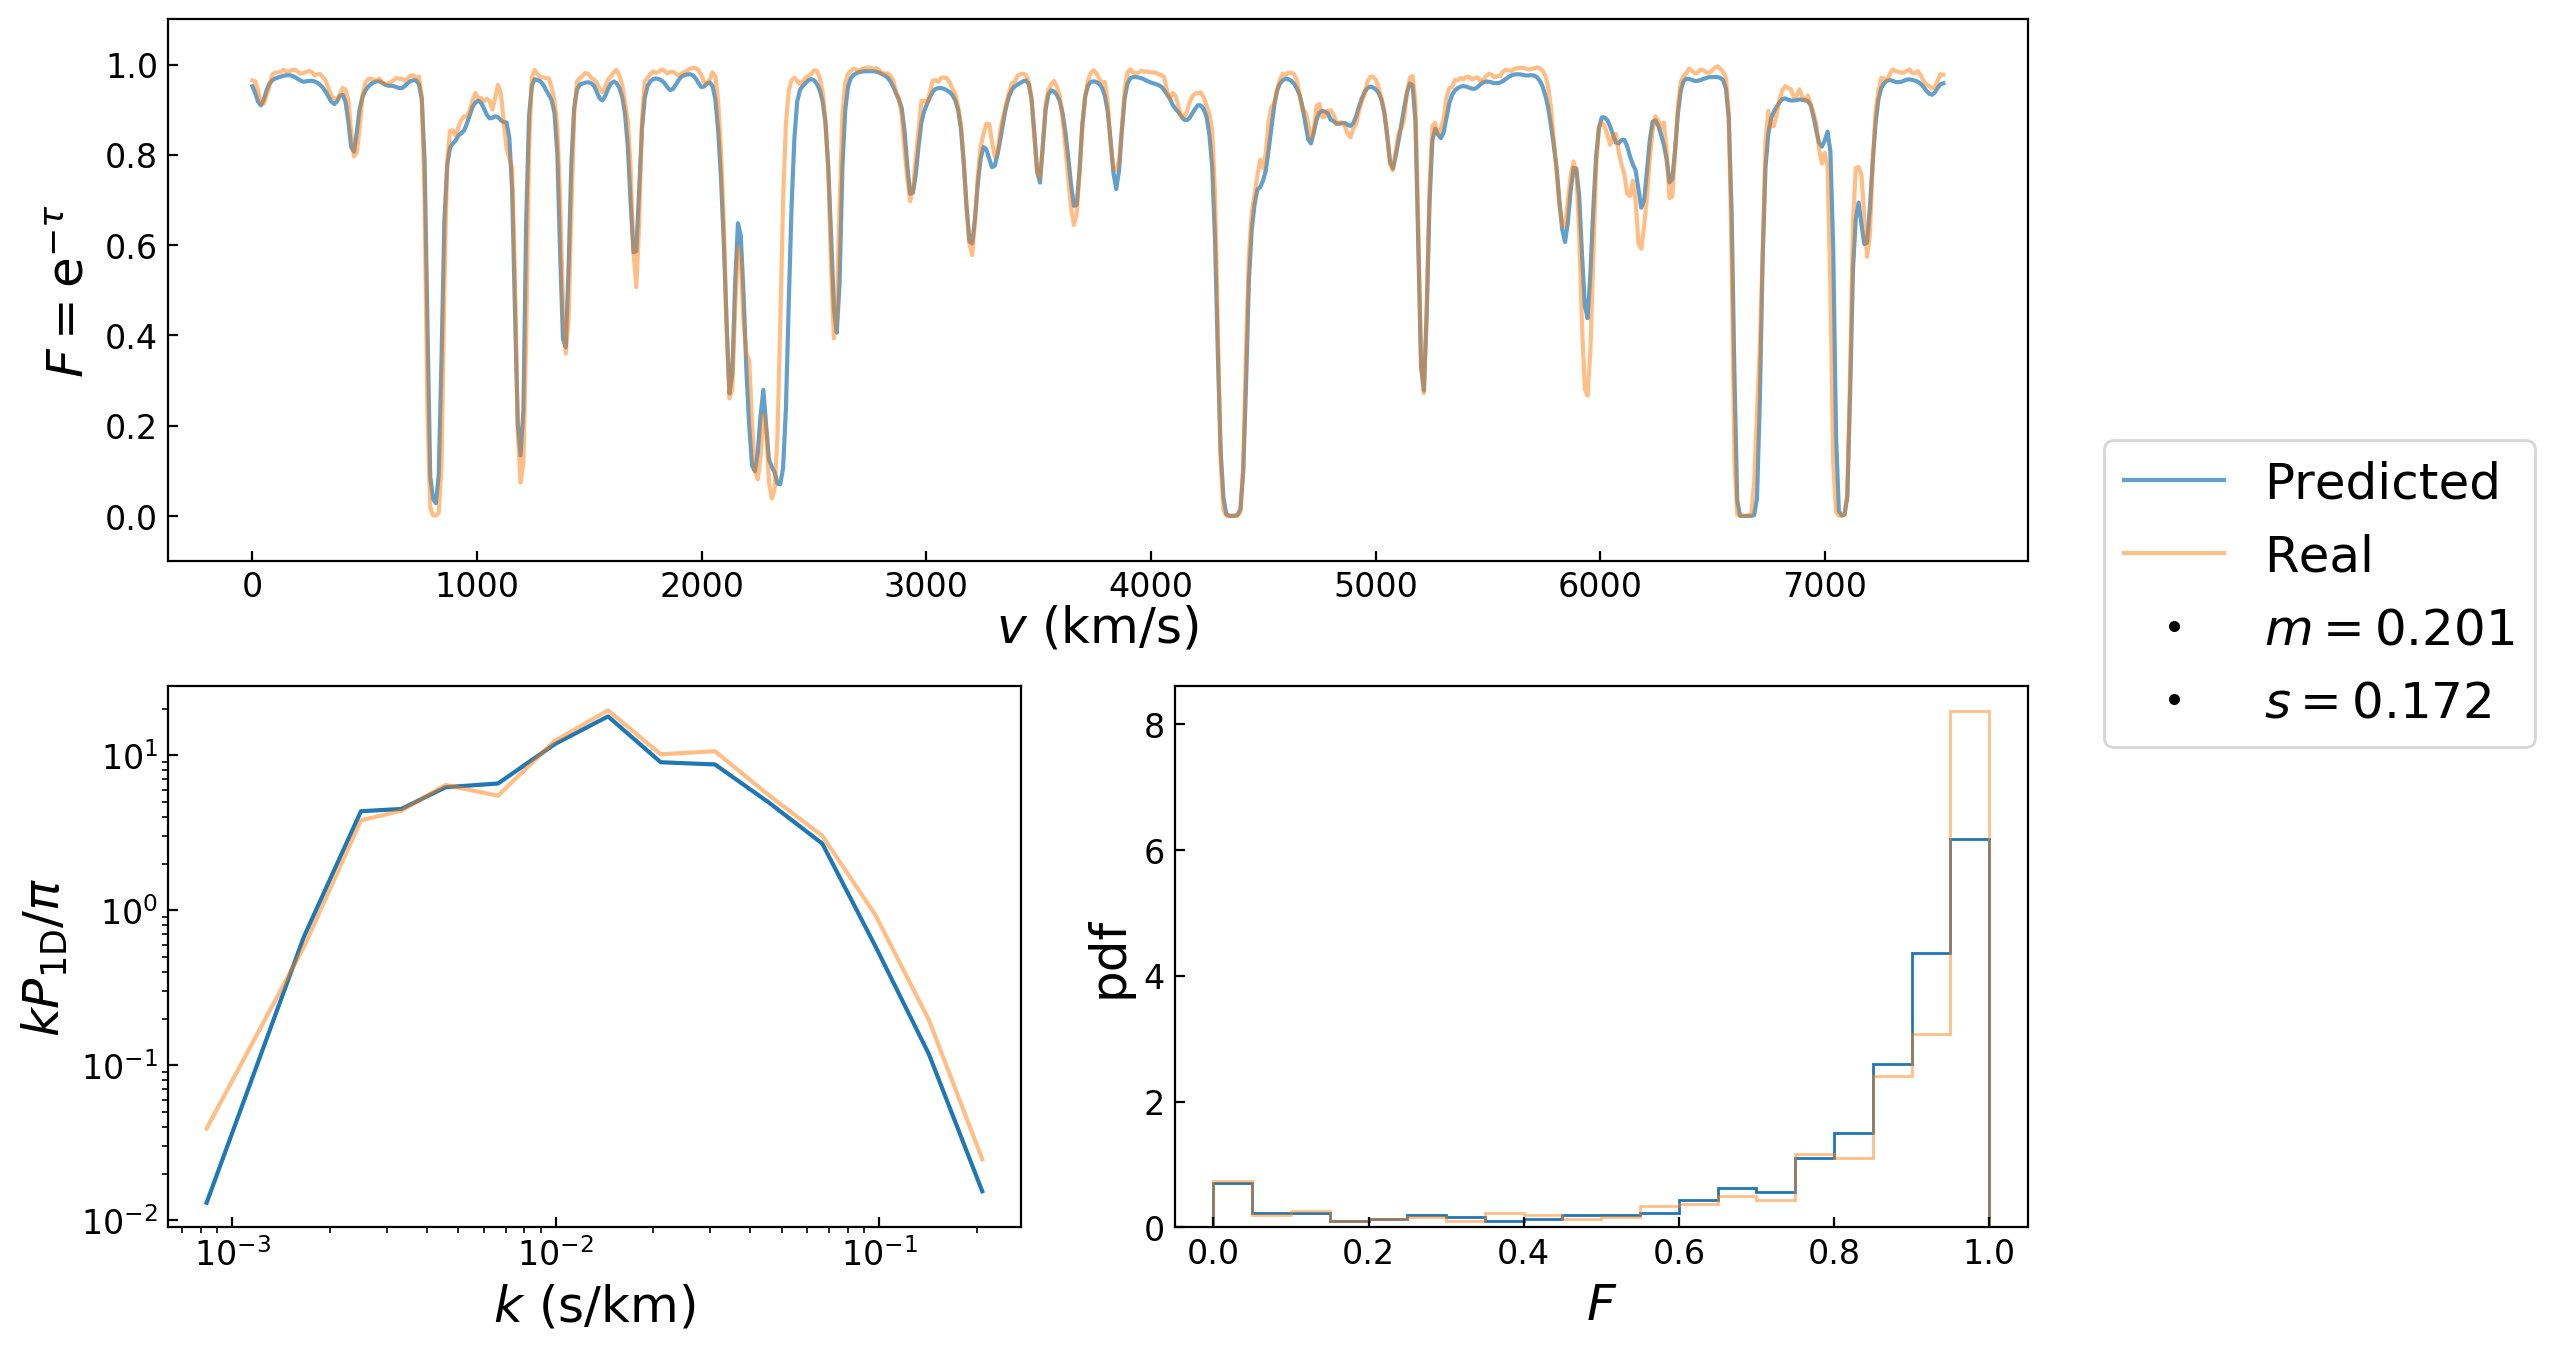 1.0
0.8
0.6
0.4
0.2
0.0
F = e^{−τ}
0 1000 2000 3000 4000 5000 6000 7000
v (km/s)
Predicted
Real
m = 0.201
s = 0.172
10^1
10^0
10^{−1}
10^{−2}
kP_{1D}/π
10^{−3} 10^{−2} 10^{−1}
k (s/km)
8
6
4
2
0
pdf
0.0 0.2 0.4 0.6 0.8 1.0
F